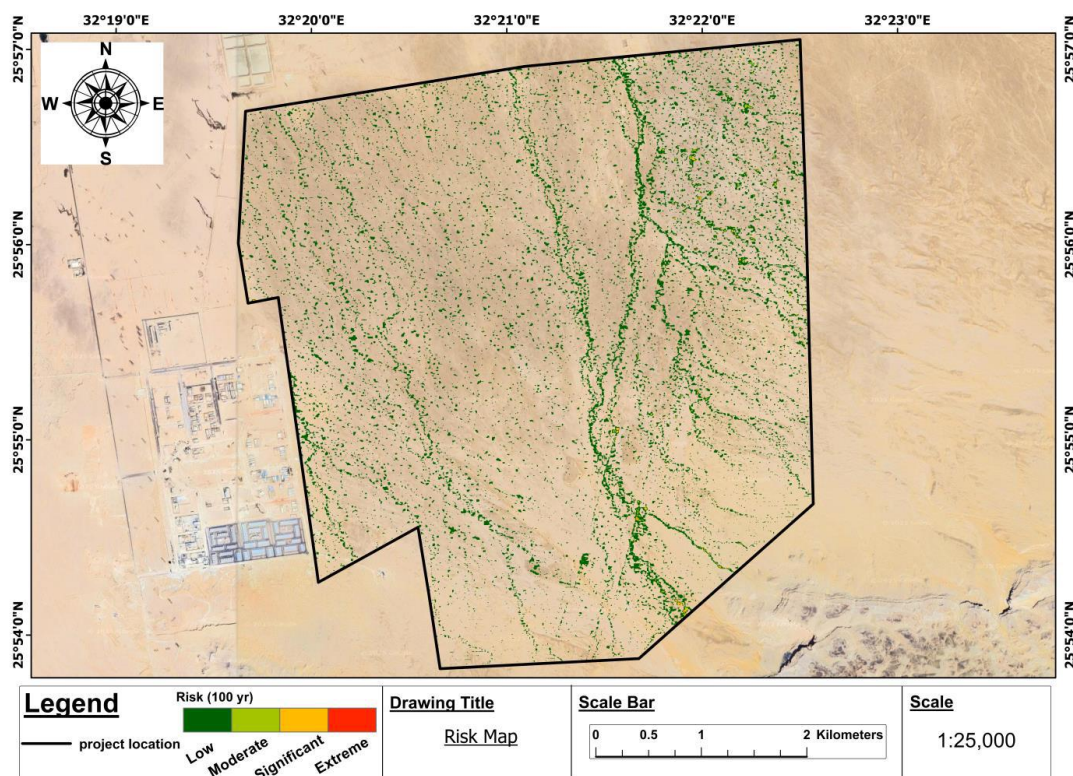 32°19'0"E 32°20'0"E 32°21'0"E 32°22'0"E 32°23'0"E
25°57'0"N 25°57'0"N
N
W E
S
25°56'0"N 25°56'0"N
25°55'0"N 25°55'0"N
25°54'0"N 25°54'0"N
Legend
project location
Risk (100 yr)
Low Moderate Significant Extreme
Drawing Title
Risk Map
Scale Bar
0 0.5 1 2 Kilometers
Scale
1:25,000